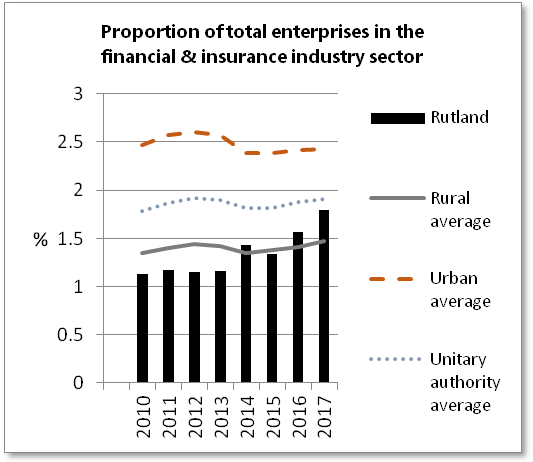 Proportion of total enterprises in the
financial & insurance industry sector
3
2.5
2
1.5
1
0.5
0
%
2010
2011
2012
2013
2014
2015
2016
2017
Rutland
Rural
average
Urban
average
Unitary
authority
average